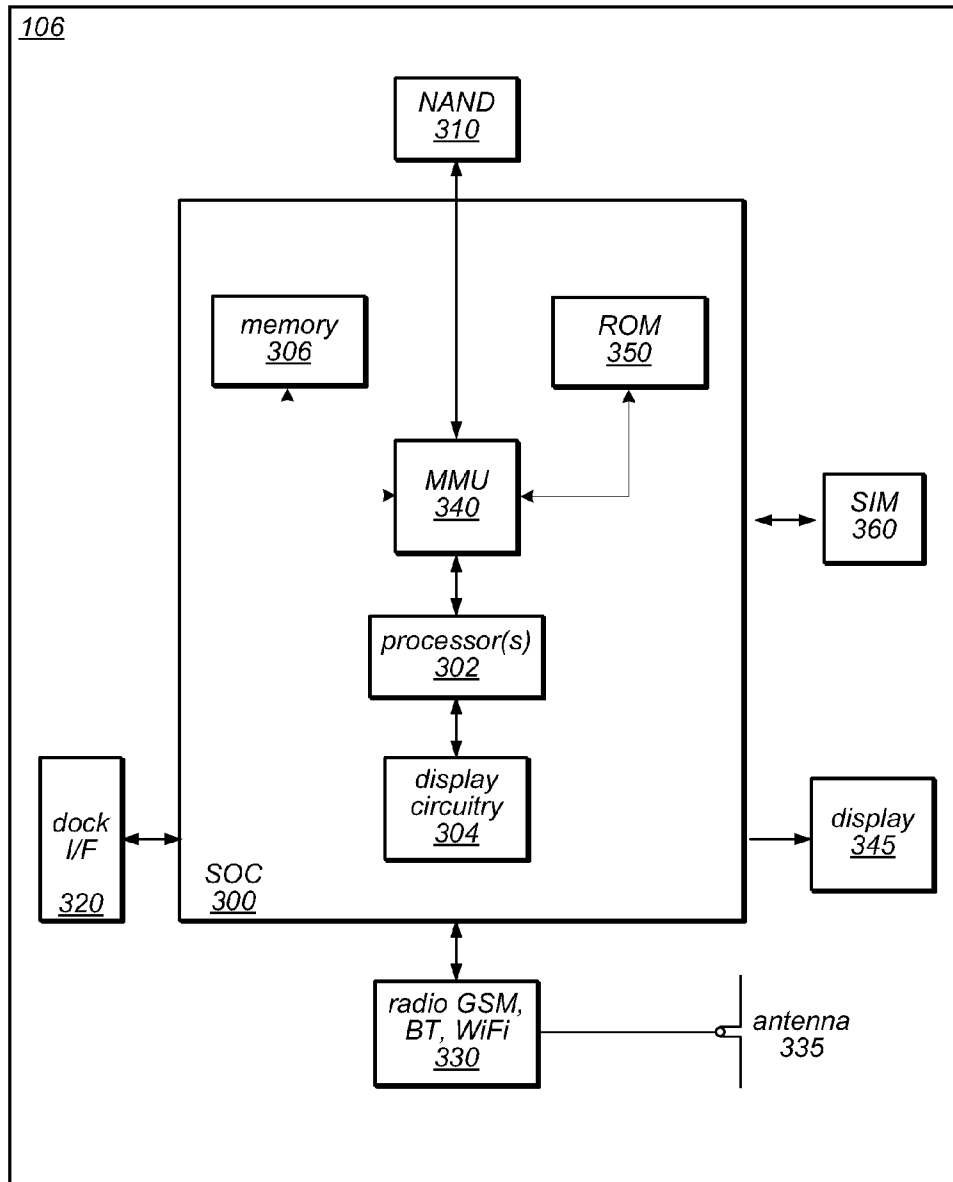 106
NAND
310
memory
306
ROM
350
MMU
340
SIM
360
processor(s)
302
display
circuitry
304
dock
I/F
320
display
345
SOC
300
radio GSM,
BT, WiFi
330
antenna
335